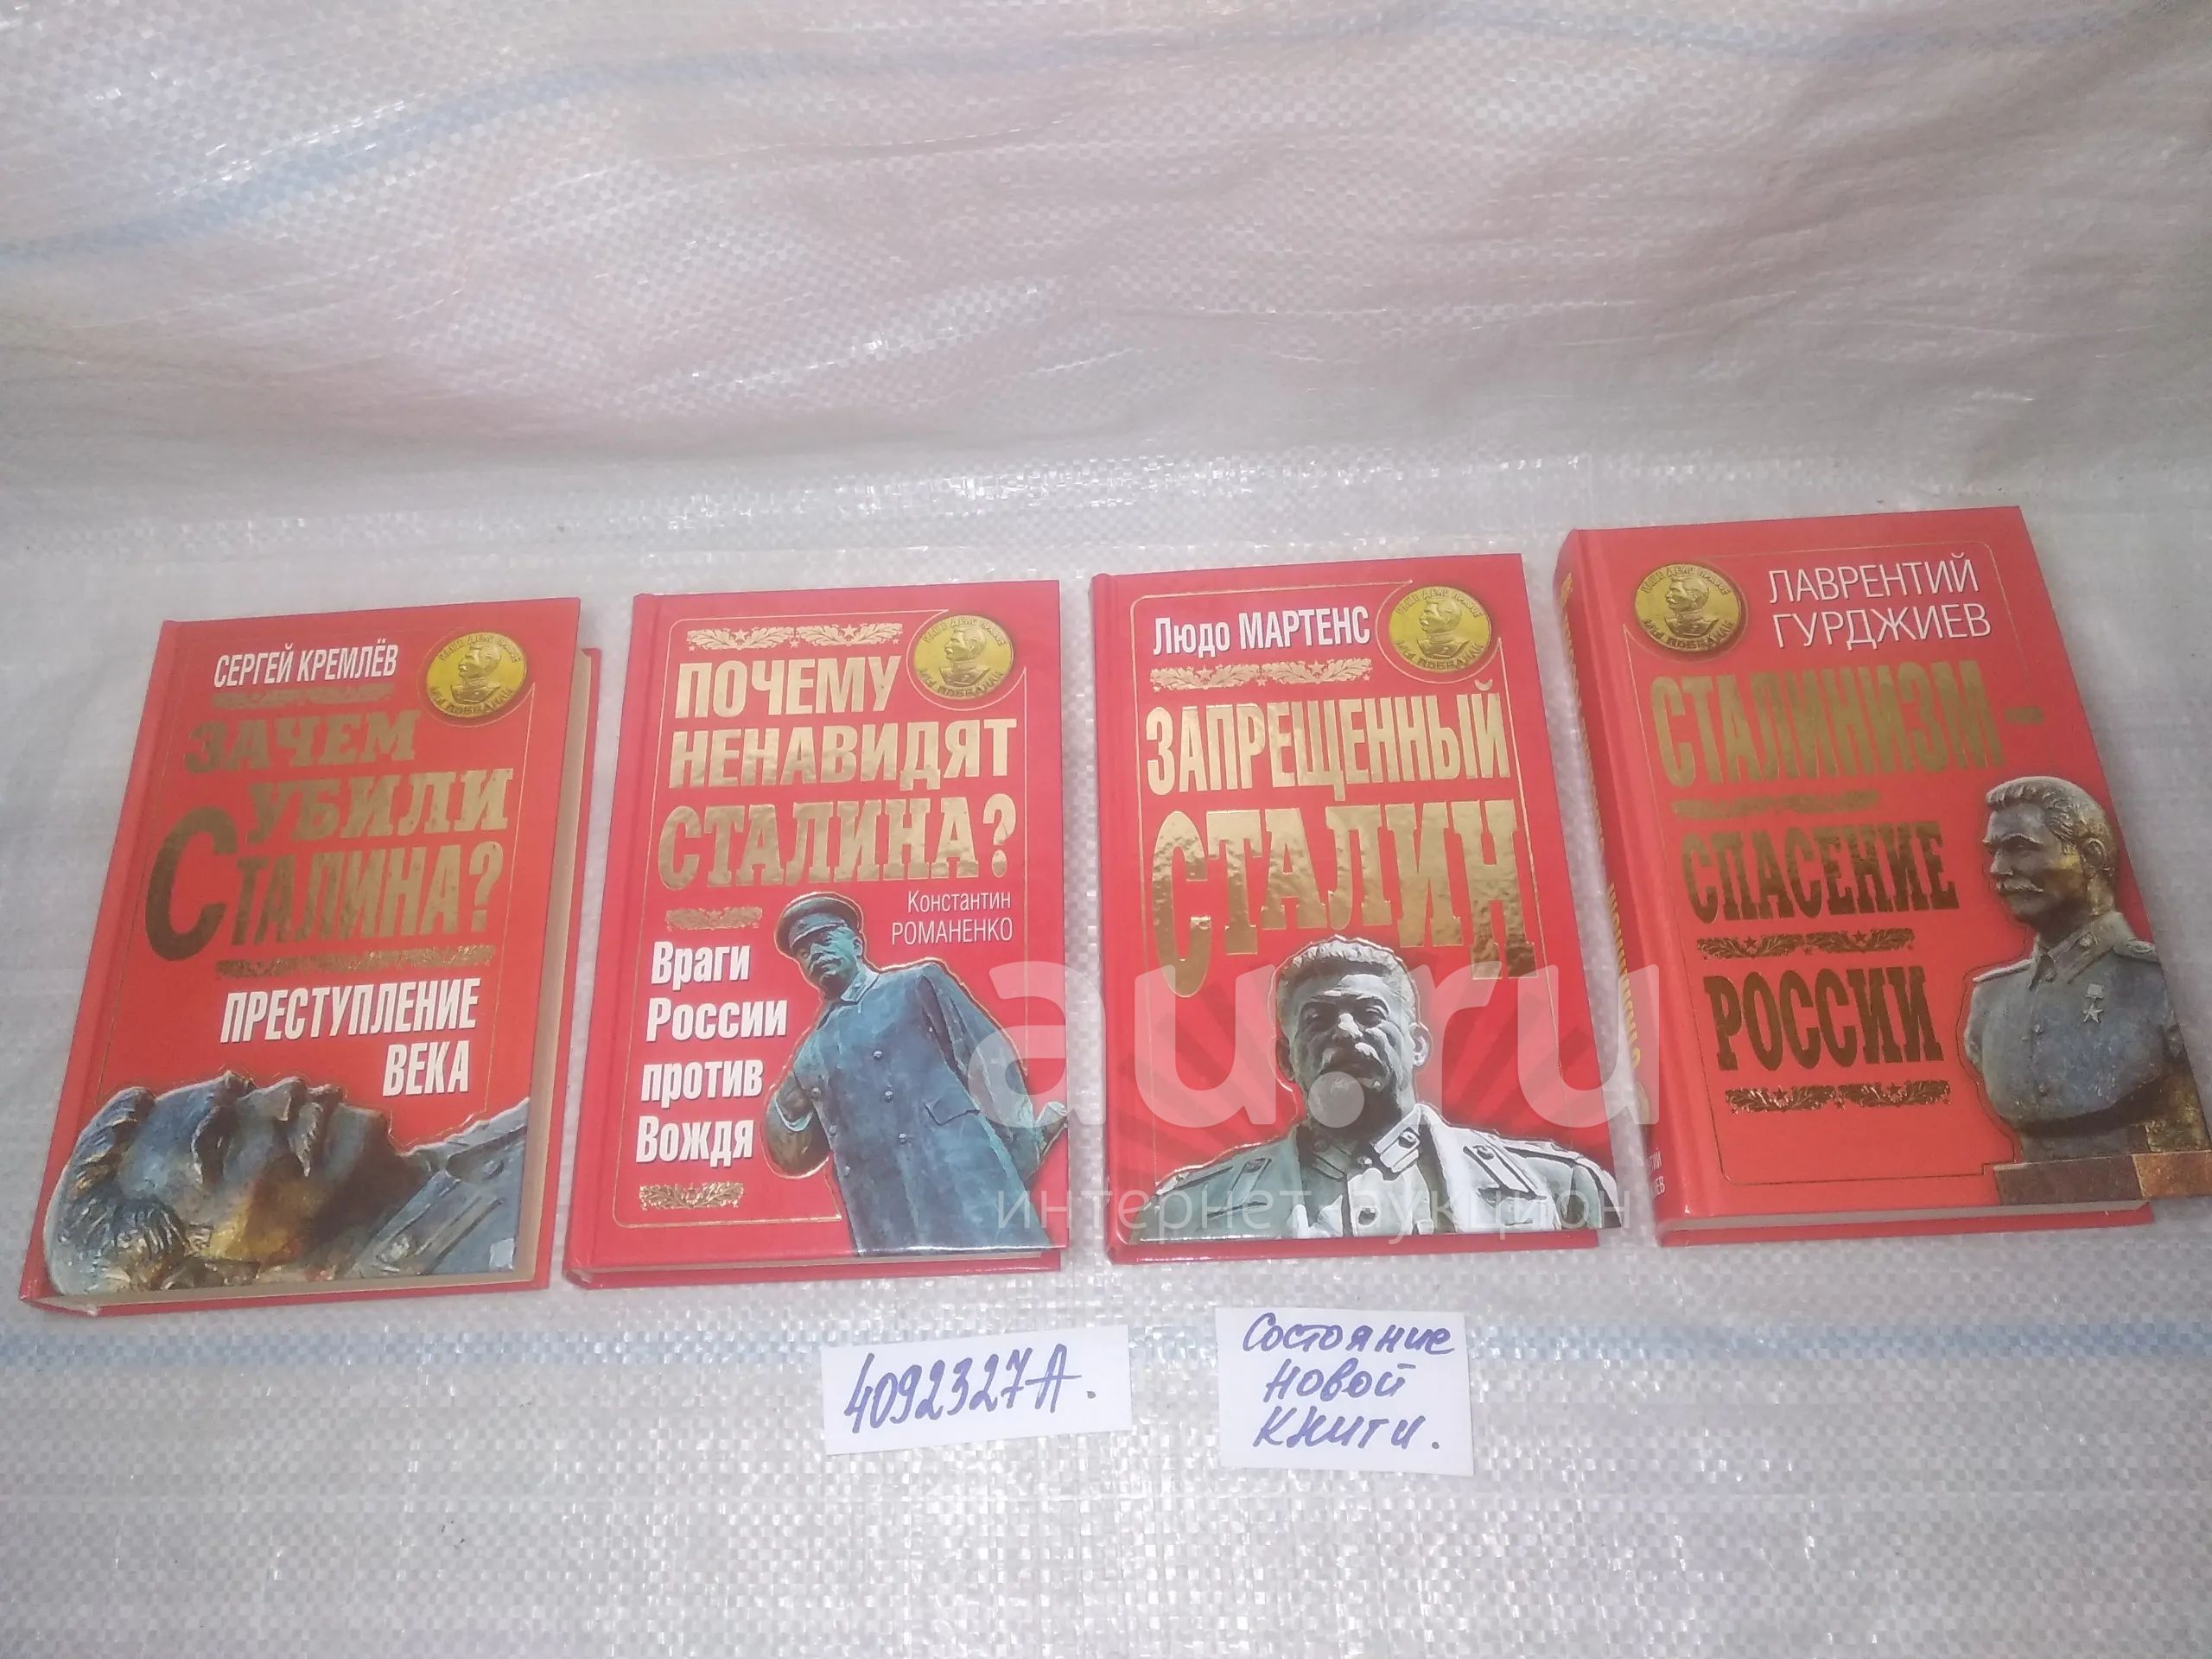 СЕРГЕЙ КРЕМЛЁВ
ЗАЧЕМ
УБИЛИ
СТАЛИНА?
ПРЕСТУПЛЕНИЕ
ВЕКА
ПОЧЕМУ
НЕНАВИДЯТ
СТАЛИНА?
Константин
РОМАНЕНКО
Враги
России
против
Вождя
Людо МАРТЕНС
ЗАПРЕЩЕННЫЙ
СТАЛИН
ЛАВРЕНТИЙ
ГУРДЖИЕВ
СТАЛИНИЗМ –
СПАСЕНИЕ
РОССИИ
au.ru
интернет аукцион
4092327А.
Состояние
новой
книги.